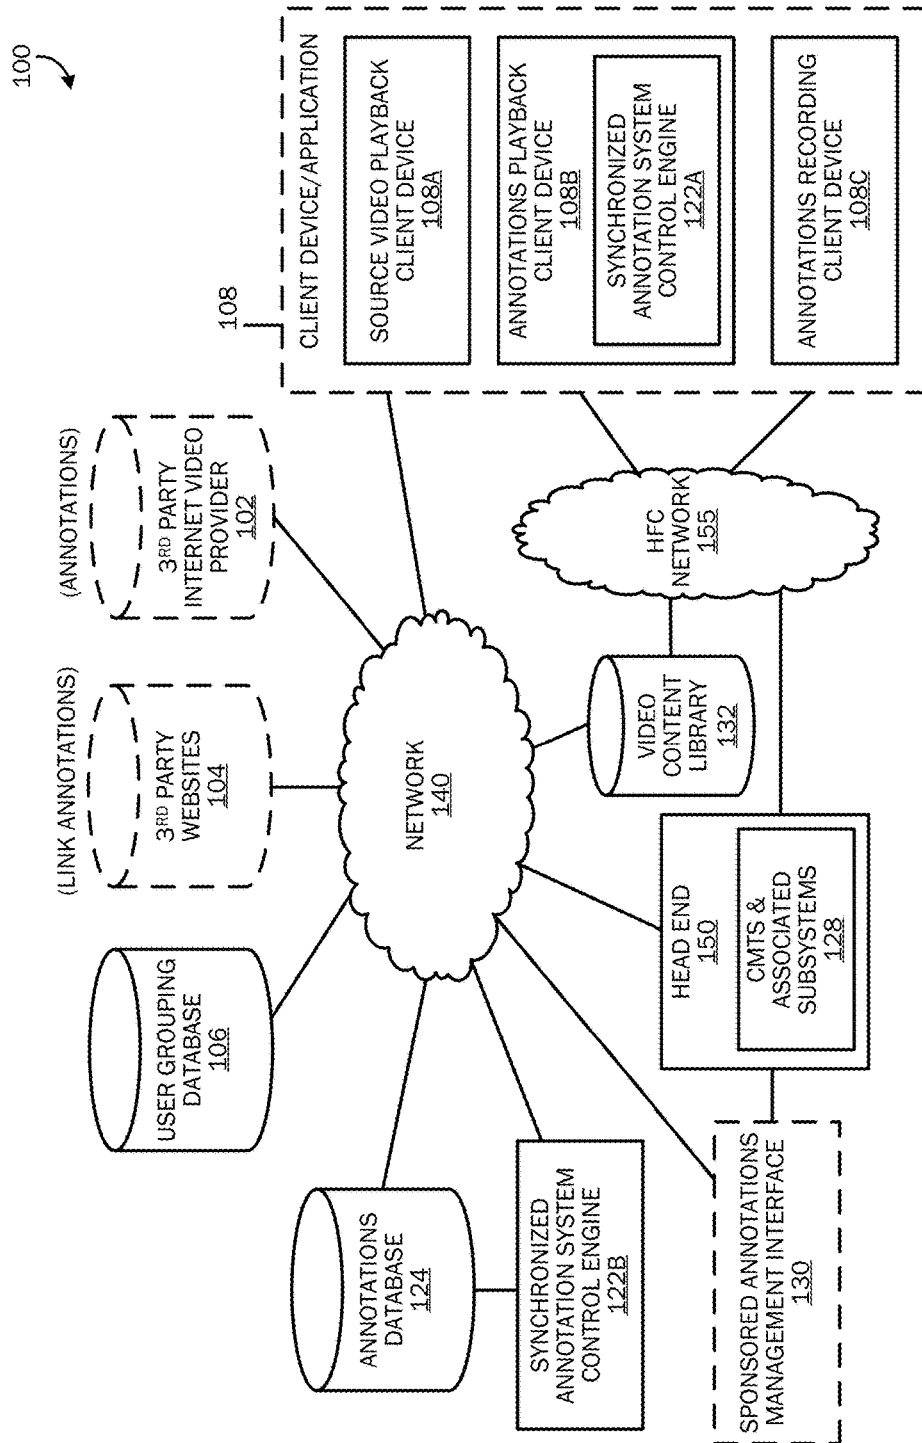 100
(LINK ANNOTATIONS)
(ANNOTATIONS)
USER GROUPING
DATABASE
106
3RD PARTY
WEBSITES
104
3RD PARTY
INTERNET VIDEO
PROVIDER
102
108
CLIENT DEVICE/APPLICATION
SOURCE VIDEO PLAYBACK
CLIENT DEVICE
108A
ANNOTATIONS PLAYBACK
CLIENT DEVICE
108B
SYNCHRONIZED
ANNOTATION SYSTEM
CONTROL ENGINE
122A
ANNOTATIONS RECORDING
CLIENT DEVICE
108C
ANNOTATIONS
DATABASE
124
NETWORK
140
SYNCHRONIZED
ANNOTATION SYSTEM
CONTROL ENGINE
122B
VIDEO
CONTENT
LIBRARY
132
HFC
NETWORK
155
HEAD END
150
CMTS &
ASSOCIATED
SUBSYSTEMS
128
SPONSORED ANNOTATIONS
MANAGEMENT INTERFACE
130